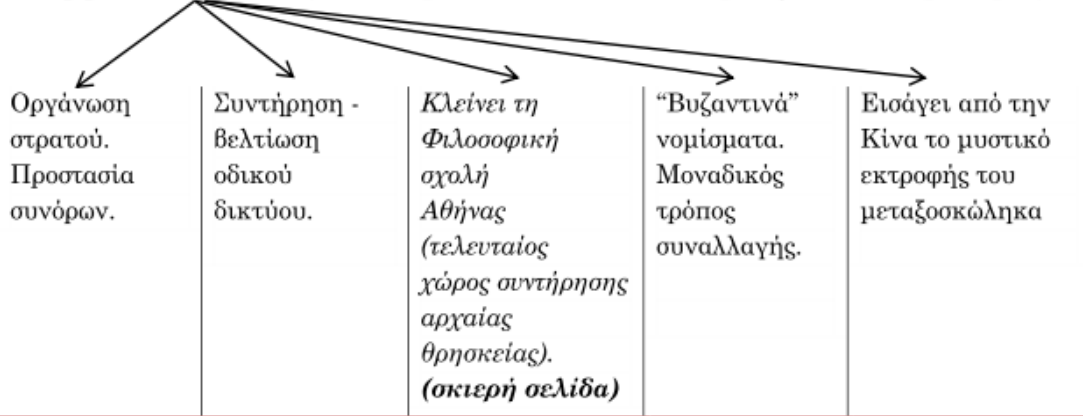 Οργάνωση
στρατού.
Προστασία
συνόρων.
Συντήρηση -
βελτίωση
οδικού
δικτύου.
Κλείνει τη
Φιλοσοφική
σχολή
Αθήνας
(τελευταίος
χώρος συντήρησης
αρχαίας
θρησκείας).
(σκιερή σελίδα)
“Βυζαντινά”
νομίσματα.
Μοναδικός
τρόπος
συναλλαγής.
Εισάγει από την
Κίνα το μυστικό
εκτροφής του
μεταξοσκώληκα